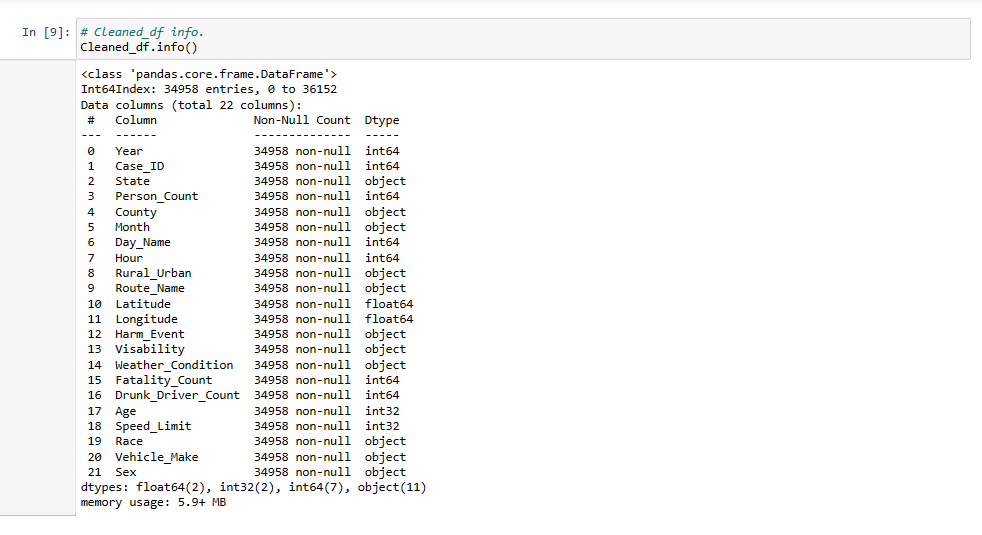 In [9]: # Cleaned_df info.
Cleaned_df.info()
<class 'pandas.core.frame.DataFrame'>
Int64Index: 34958 entries, 0 to 36152
Data columns (total 22 columns):
 #   Column              Non-Null Count  Dtype
---  ------              --------------  -----
 0   Year                34958 non-null  int64
 1   Case_ID             34958 non-null  int64
 2   State               34958 non-null  object
 3   Person_Count        34958 non-null  int64
 4   County              34958 non-null  object
 5   Month               34958 non-null  object
 6   Day_Name            34958 non-null  int64
 7   Hour                34958 non-null  int64
 8   Rural_Urban         34958 non-null  object
 9   Route_Name          34958 non-null  object
 10  Latitude            34958 non-null  float64
 11  Longitude           34958 non-null  float64
 12  Harm_Event          34958 non-null  object
 13  Visability          34958 non-null  object
 14  Weather_Condition   34958 non-null  object
 15  Fatality_Count      34958 non-null  int64
 16  Drunk_Driver_Count  34958 non-null  int64
 17  Age                 34958 non-null  int32
 18  Speed_Limit         34958 non-null  int32
 19  Race                34958 non-null  object
 20  Vehicle_Make        34958 non-null  object
 21  Sex                 34958 non-null  object
dtypes: float64(2), int32(2), int64(7), object(11)
memory usage: 5.9+ MB